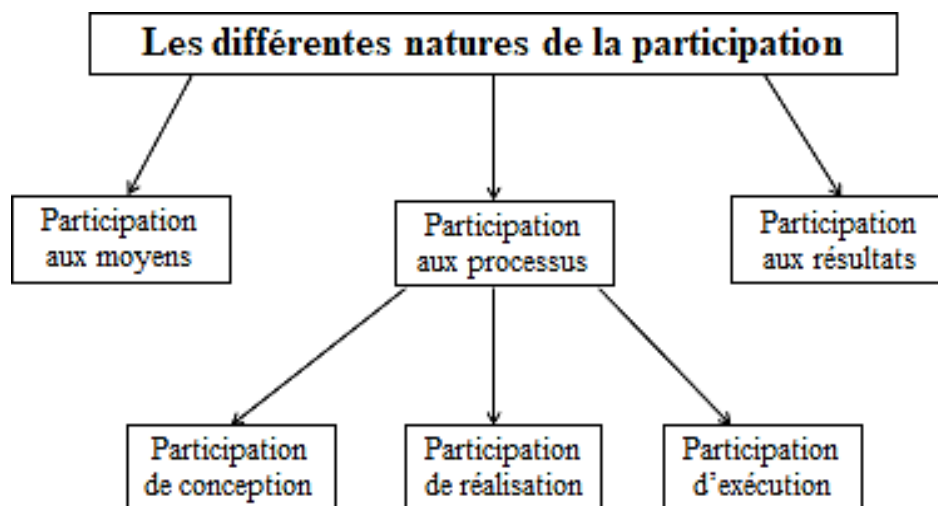 Les différentes natures de la participation
Participation
aux moyens
Participation
aux processus
Participation
aux résultats
Participation
de conception
Participation
de réalisation
Participation
d'exécution